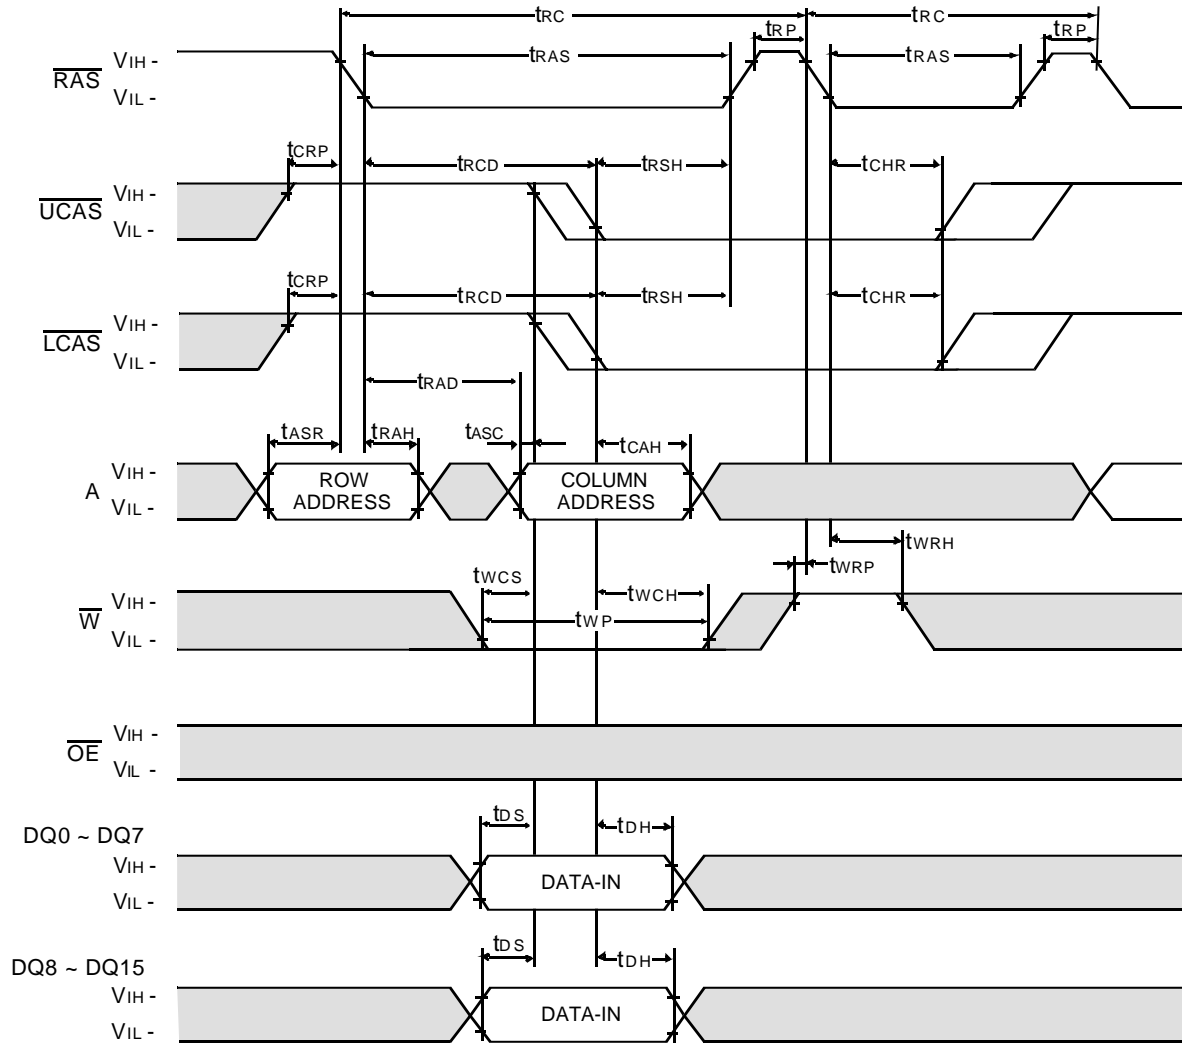 tRC tRC
tRP tRP
tRAS tRAS
RAS VIH -
VIL -
tCRP tRCD tRSH tCHR
UCAS VIH -
VIL -
tCRP tRCD tRSH tCHR
LCAS VIH -
VIL -
tRAD
tASR tRAH tASC tCAH
A VIH -
VIL -
ROW
ADDRESS
COLUMN
ADDRESS
tWRH
tWRP
tWCS tWCH
tWP
W VIH -
VIL -
OE VIH -
VIL -
tDS tDH
DQ0 ~ DQ7
VIH -
VIL -
DATA-IN
tDS tDH
DQ8 ~ DQ15
VIH -
VIL -
DATA-IN